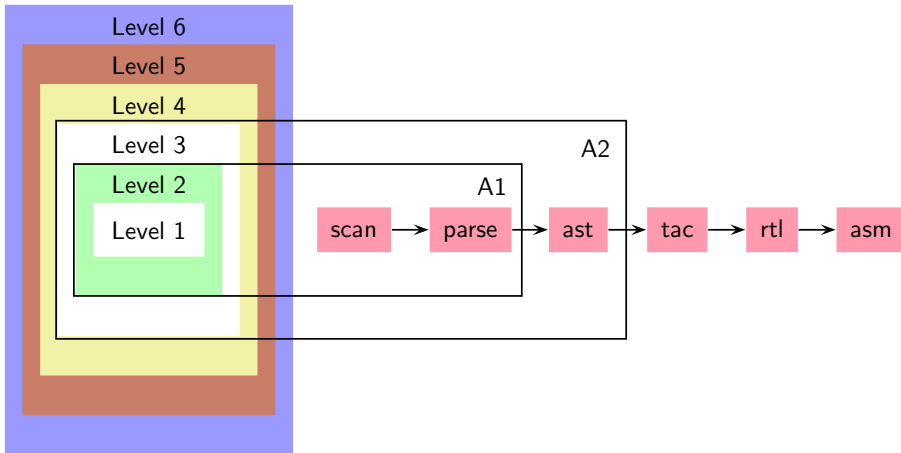 Level 6
Level 5
Level 4
Level 3
A2
Level 2
A1
Level 1
scan parse ast tac rtl asm